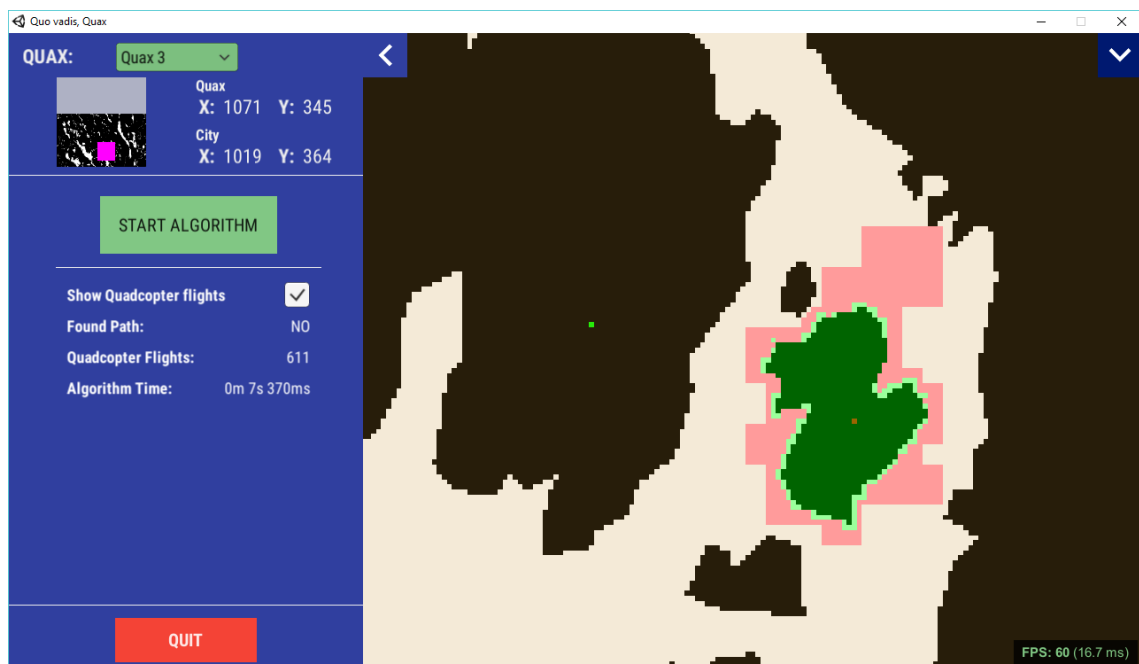 Quo vadis, Quax
QUAX: Quax 3
Quax
X: 1071 Y: 345
City
X: 1019 Y: 364
START ALGORITHM
Show Quadcopter flights
Found Path: NO
Quadcopter Flights: 611
Algorithm Time: 0m 7s 370ms
QUIT
FPS: 60 (16.7 ms)